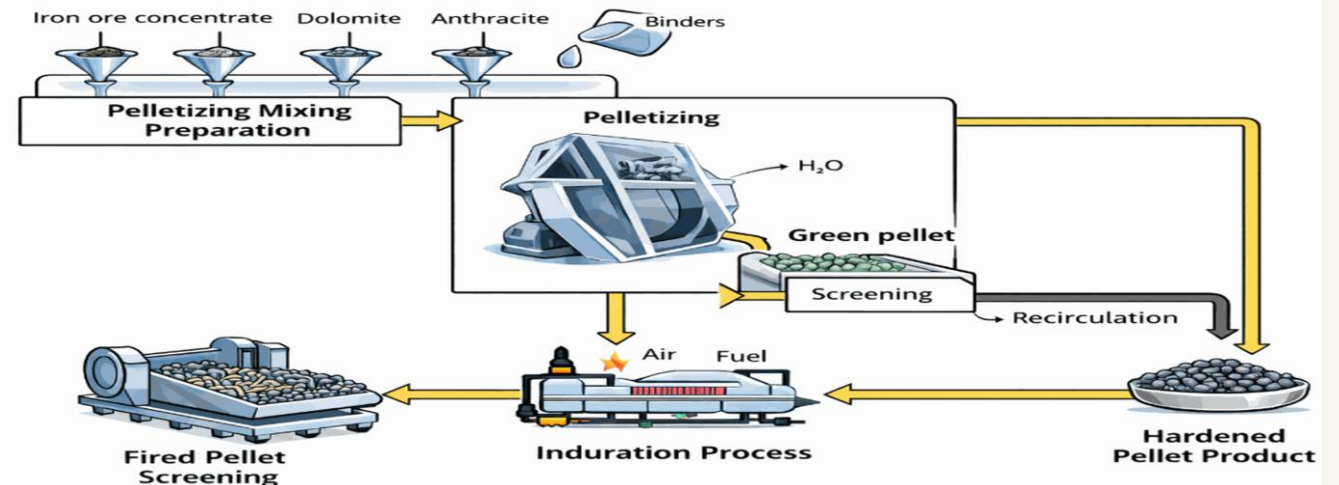 Iron ore concentrate Dolomite Anthracite Binders
Pelletizing Mixing
Preparation
Pelletizing
H₂O
Green pellet
Screening
Recirculation
Air Fuel
Induration Process
Fired Pellet
Screening
Hardened
Pellet Product